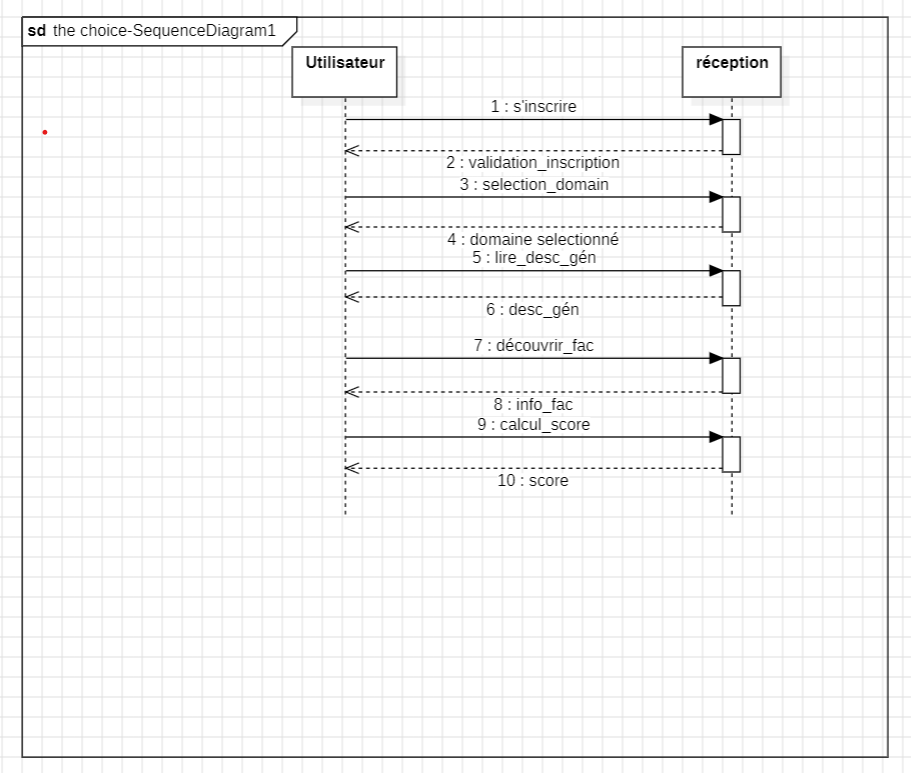 sd the choice-SequenceDiagram1
Utilisateur
réception
1 : s'inscrire
2 : validation_inscription
3 : selection_domain
4 : domaine selectionné
5 : lire_desc_gén
6 : desc_gén
7 : découvrir_fac
8 : info_fac
9 : calcul_score
10 : score